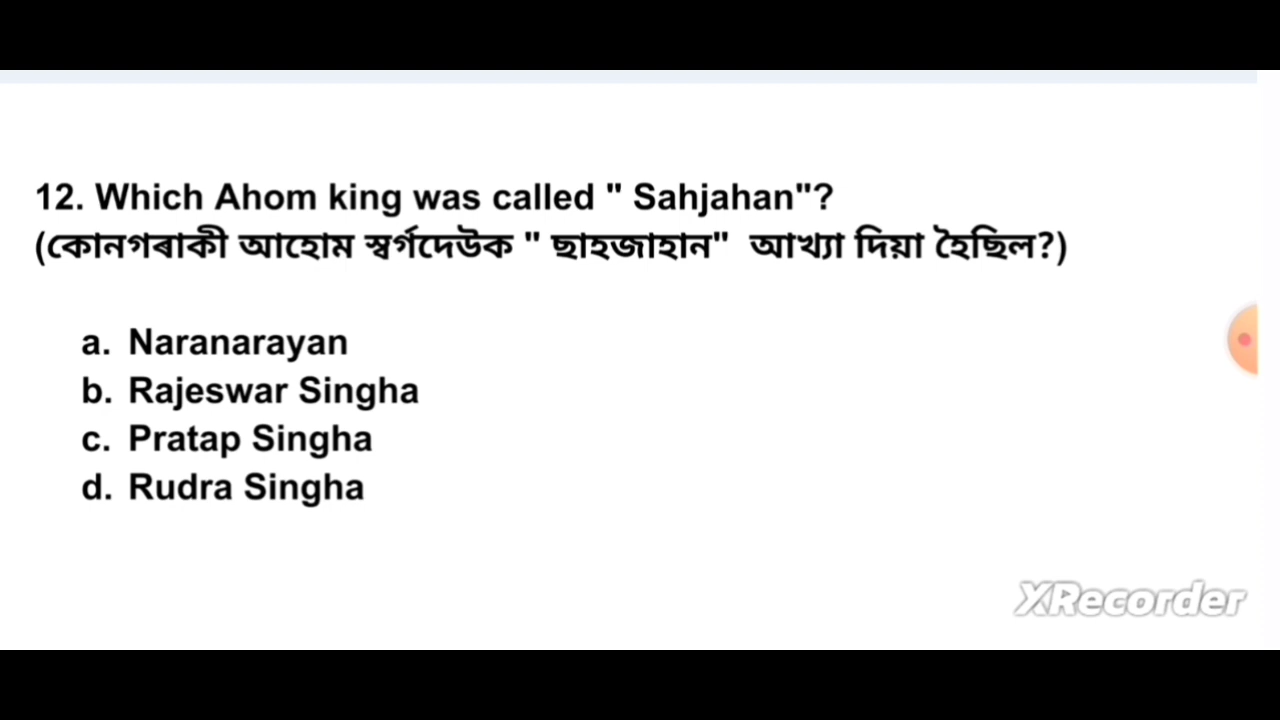 12. Which Ahom king was called " Sahjahan"?
(কোনগৰাকী আহোম স্বৰ্গদেউক " ছাহজাহান" আখ্যা দিয়া হৈছিল?)
a. Naranarayan
b. Rajeswar Singha
c. Pratap Singha
d. Rudra Singha
XRecorder